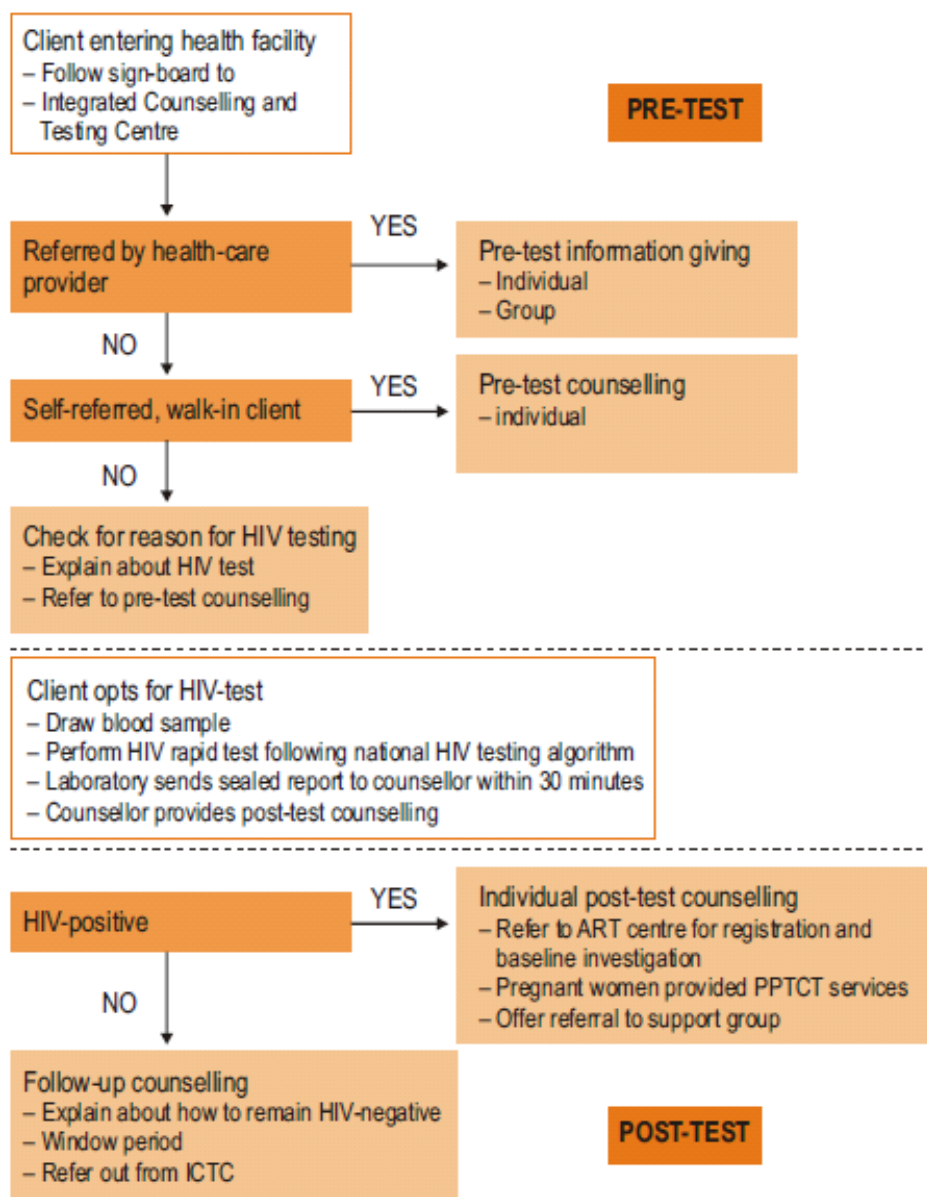 Client entering health facility
– Follow sign-board to
– Integrated Counselling and
Testing Centre
PRE-TEST
Referred by health-care
provider
YES
Pre-test information giving
– Individual
– Group
NO
Self-referred, walk-in client
YES
Pre-test counselling
– individual
NO
Check for reason for HIV testing
– Explain about HIV test
– Refer to pre-test counselling
Client opts for HIV-test
– Draw blood sample
– Perform HIV rapid test following national HIV testing algorithm
– Laboratory sends sealed report to counsellor within 30 minutes
– Counsellor provides post-test counselling
HIV-positive
YES
Individual post-test counselling
– Refer to ART centre for registration and
baseline investigation
– Pregnant women provided PPTCT services
– Offer referral to support group
NO
Follow-up counselling
– Explain about how to remain HIV-negative
– Window period
– Refer out from ICTC
POST-TEST